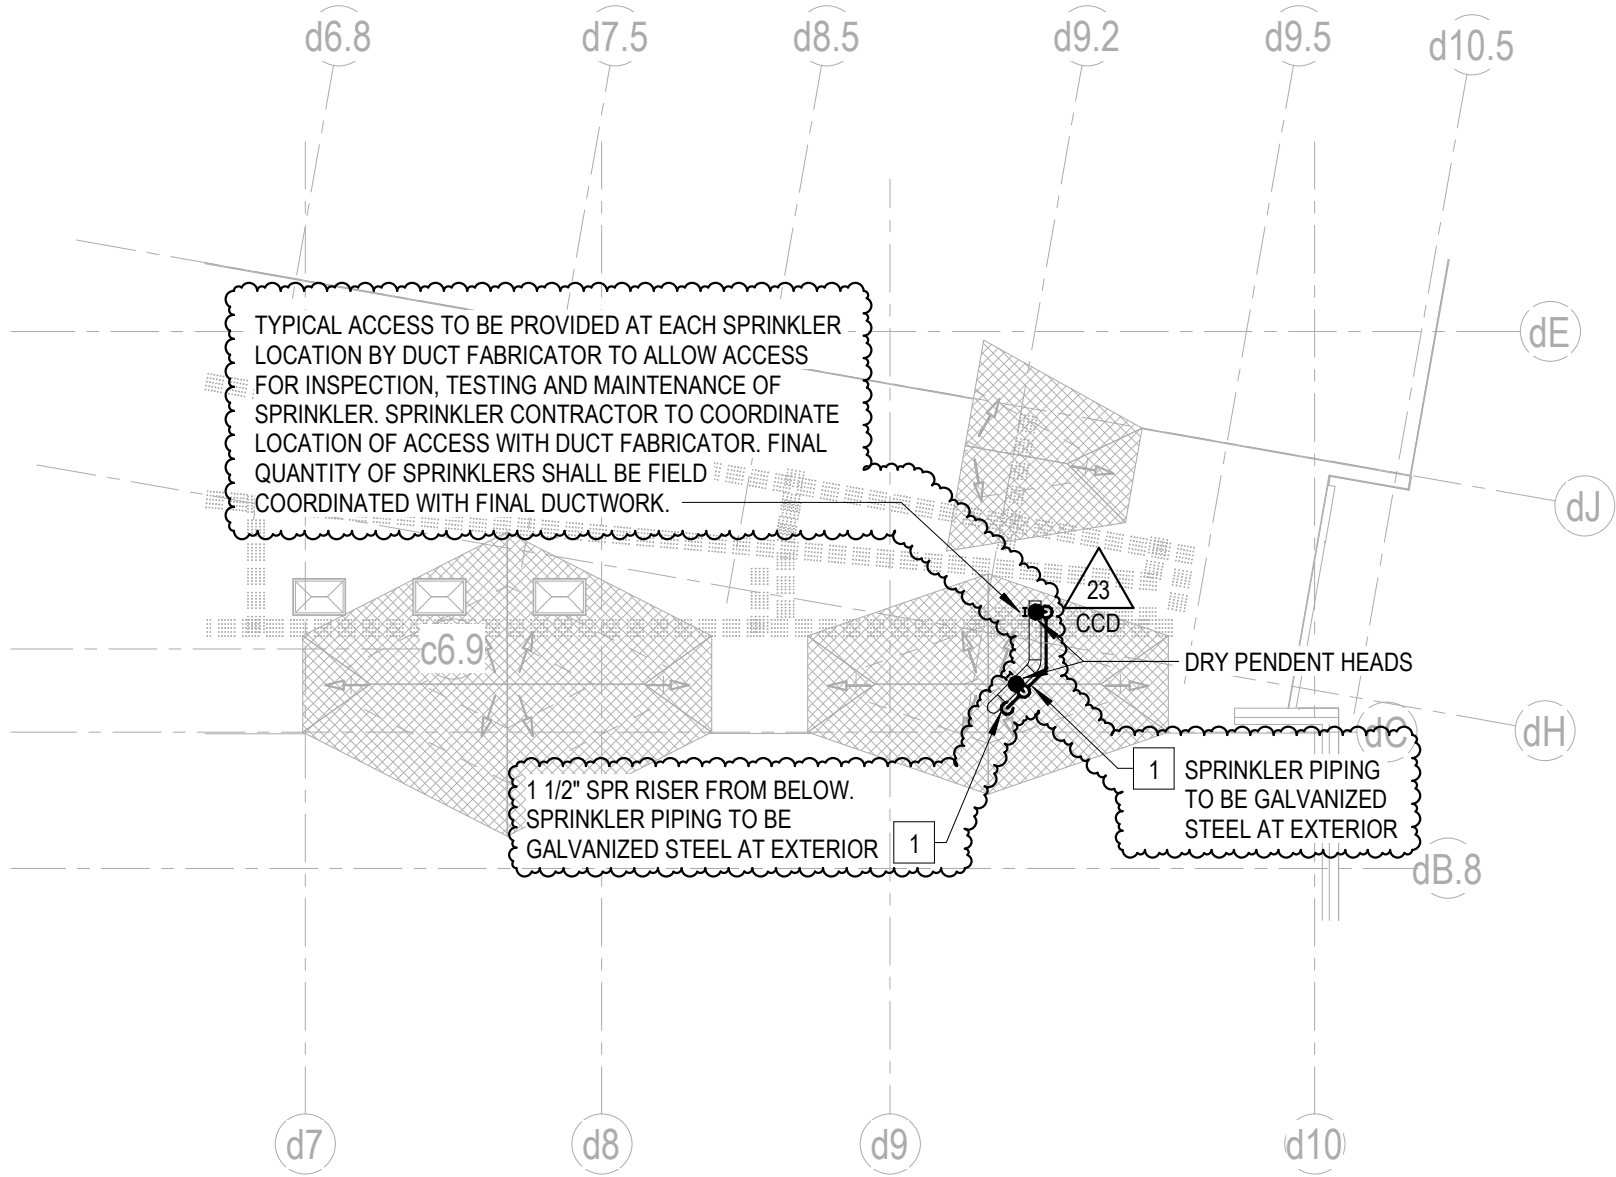 d6.8
d7.5
d8.5
d9.2
d9.5
d10.5
TYPICAL ACCESS TO BE PROVIDED AT EACH SPRINKLER
LOCATION BY DUCT FABRICATOR TO ALLOW ACCESS
FOR INSPECTION, TESTING AND MAINTENANCE OF
SPRINKLER. SPRINKLER CONTRACTOR TO COORDINATE
LOCATION OF ACCESS WITH DUCT FABRICATOR. FINAL
QUANTITY OF SPRINKLERS SHALL BE FIELD
COORDINATED WITH FINAL DUCTWORK.
dE
dJ
23
CCD
c6.9
DRY PENDENT HEADS
dC
dH
1 1/2" SPR RISER FROM BELOW.
SPRINKLER PIPING TO BE
GALVANIZED STEEL AT EXTERIOR
1
1
SPRINKLER PIPING
TO BE GALVANIZED
STEEL AT EXTERIOR
dB.8
d7
d8
d9
d10